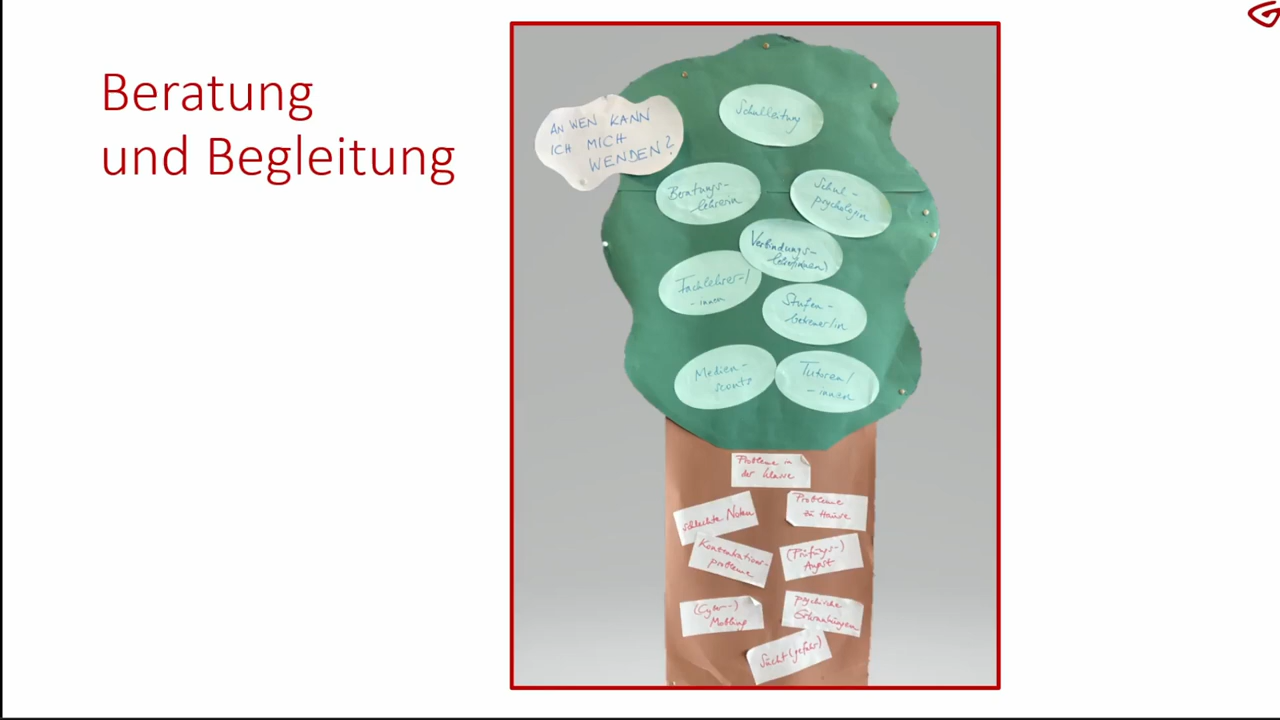 Beratung
und Begleitung
AN WEN KANN
ICH MICH
WENDEN?
Schulleitung
Beratungs-
lehrerin
Schul-
psychologin
Verbindungs-
lehrer(innen)
Fachlehrer=/
-innen
Stufen-
betreuer/in
Medien-
scouts
Tutoren/
-innen
Probleme in
der Klasse
schlechte Noten
Probleme
zu Hause
Konzentrations-
probleme
(Prüfungs-)
Angst
(Cyber-)
Mobbing
psychische
Erkrankungen
Sucht(gefahr)